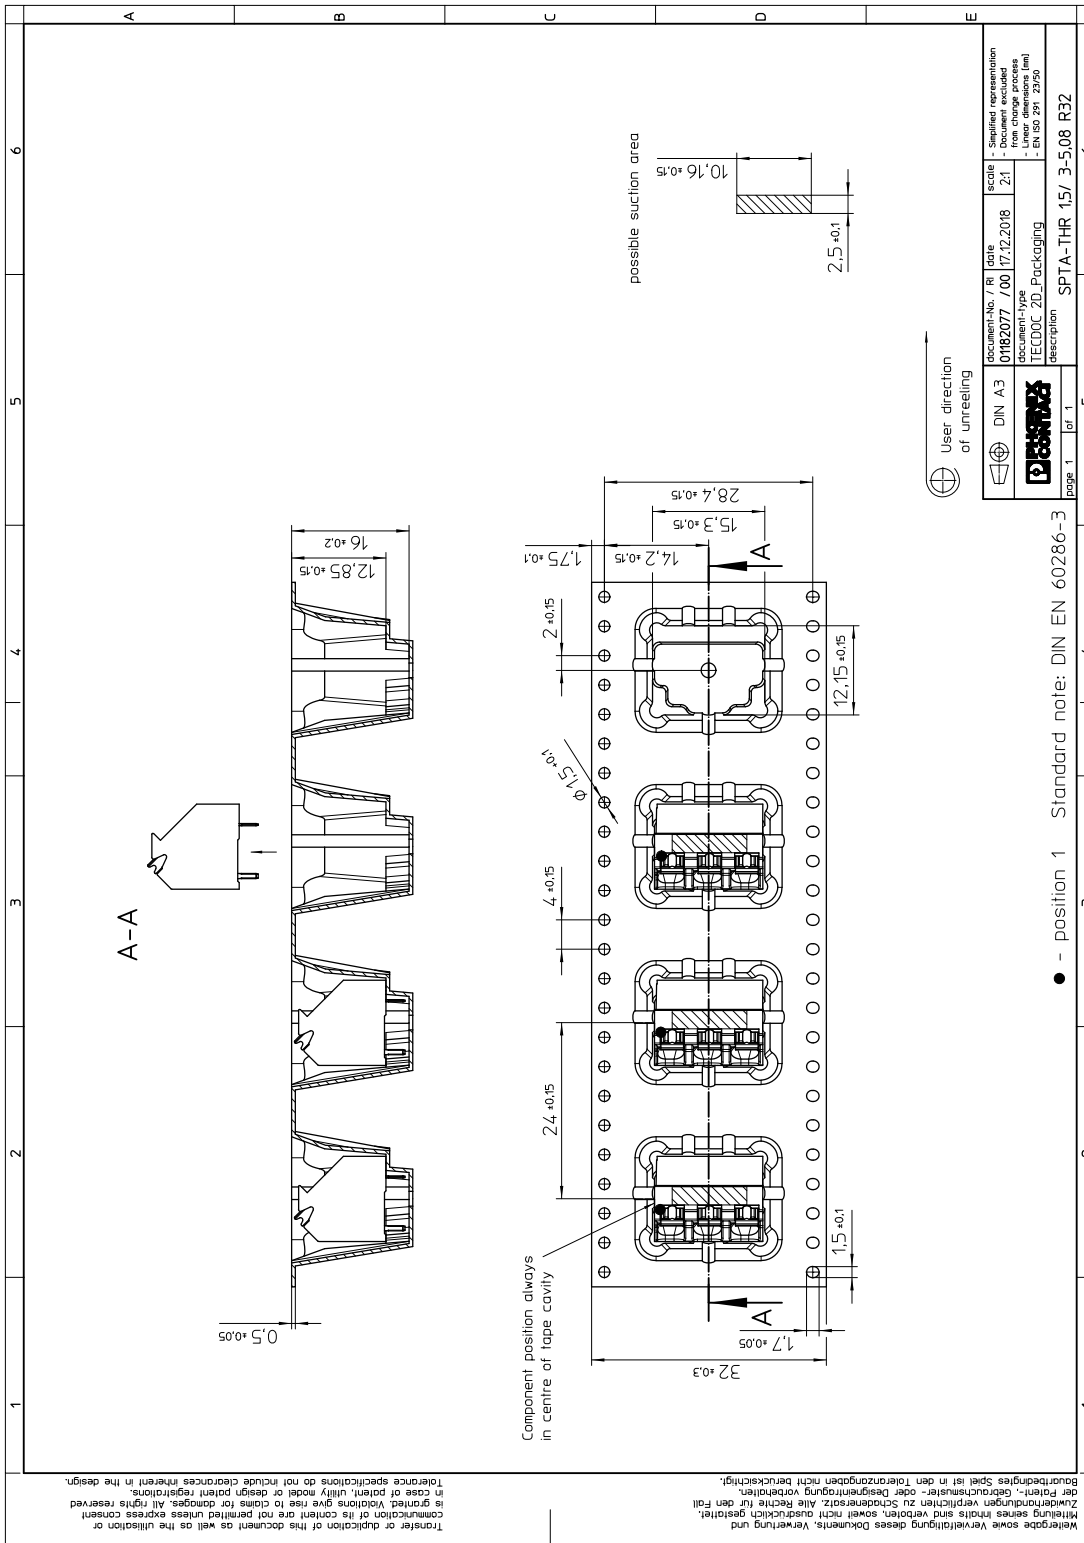 A
B
C
D
E
6
5
4
3
2
1
possible suction area
10,16 ±0,15
2,5 ±0,1
document-No. / RI
01182077 / 00
date
17.12.2018
scale
2:1
- Simplified representation
- Document excluded
from change process
- Linear dimensions [mm]
- EN ISO 291 23/50
document-type
TECDOC 2D_Packaging
description
SPTA-THR 1,5/ 3-5,08 R32
DIN A3
PHOENIX
CONTACT
page 1
of 1
User direction
of unreeling
● - position 1
Standard note: DIN EN 60286-3
A-A
16 ±0,2
12,85 ±0,15
0,5 ±0,05
1,75 ±0,1
14,2 ±0,15
15,3 ±0,15
28,4 ±0,15
A
2 ±0,15
12,15 ±0,15
Ø1,5 +0,1
4 ±0,15
24 ±0,15
1,5 ±0,1
A
1,7 ±0,05
32 ±0,3
Component position always
in centre of tape cavity
Weitergabe sowie Vervielfältigung dieses Dokuments, Verwertung und
Mitteilung seines Inhalts sind verboten, soweit nicht ausdrücklich gestattet.
Zuwiderhandlungen verpflichten zu Schadenersatz. Alle Rechte für den Fall
der Patent-, Gebrauchsmuster- oder Designeintragung vorbehalten.
Bauartbedingtes Spiel ist in den Toleranzangaben nicht berücksichtigt.
Transfer or duplication of this document as well as the utilisation or
communication of its content are not permitted unless express consent
is granted. Violations give rise to claims for damages. All rights reserved
in case of patent, utility model or design patent registrations.
Tolerance specifications do not include clearances inherent in the design.